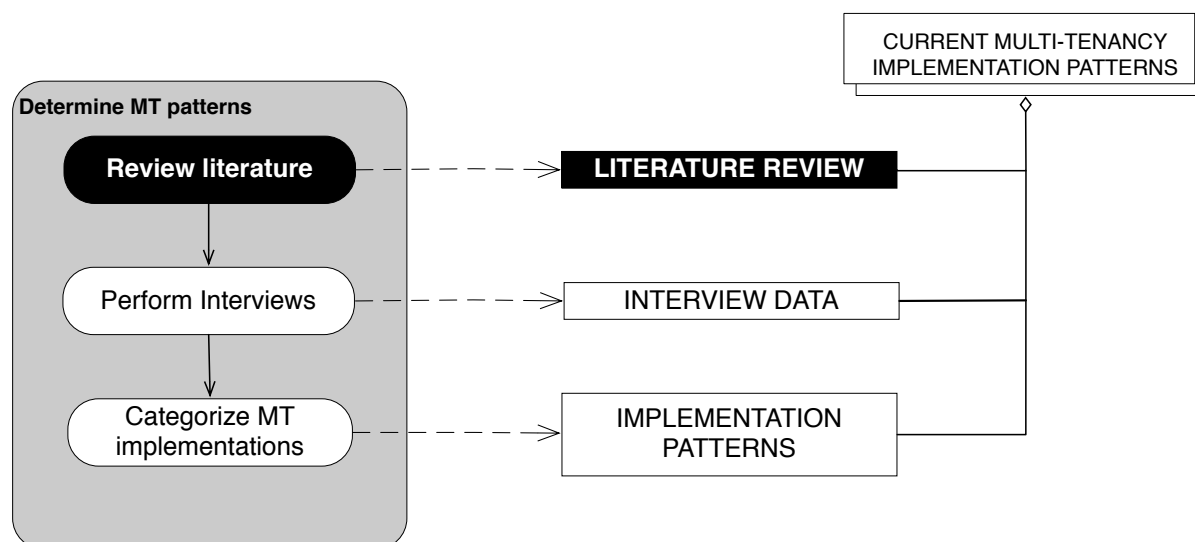 CURRENT MULTI-TENANCY
IMPLEMENTATION PATTERNS
Determine MT patterns
Review literature
LITERATURE REVIEW
Perform Interviews
INTERVIEW DATA
Categorize MT
implementations
IMPLEMENTATION
PATTERNS